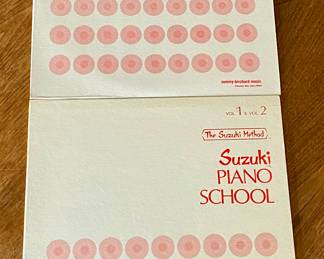 summy-birchard music
VOL. 1 & VOL. 2
The Suzuki Method
Suzuki
PIANO
SCHOOL